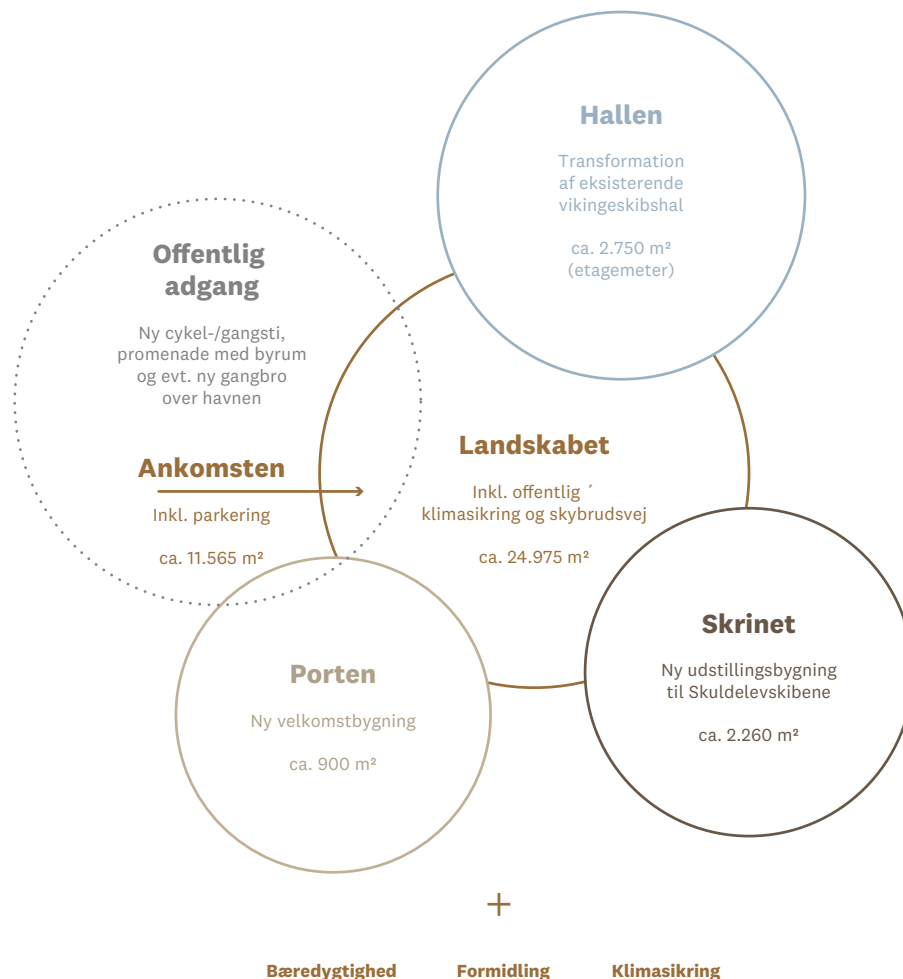 Hallen
Transformation
af eksisterende
vikingeskibshal
ca. 2.750 m²
(etagemeter)
Offentlig
adgang
Ny cykel-/gangsti,
promenade med byrum
og evt. ny gangbro
over havnen
Ankomsten
Inkl. parkering
ca. 11.565 m²
Landskabet
Inkl. offentlig ´
klimasikring og skybrudsvej
ca. 24.975 m²
Skrinet
Ny udstillingsbygning
til Skuldelevskibene
ca. 2.260 m²
Porten
Ny velkomstbygning
ca. 900 m²
+
Bæredygtighed Formidling Klimasikring